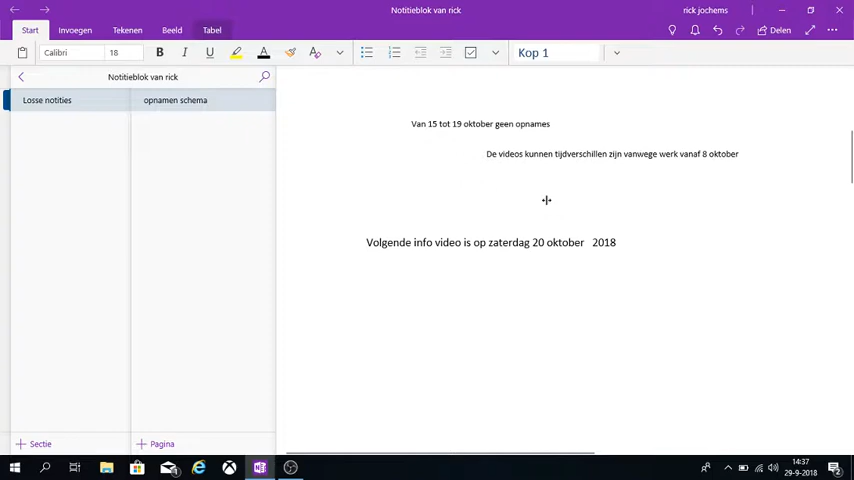 Notitieblok van rick
rick jochems
Start Invoegen Tekenen Beeld Tabel
Delen
Calibri 18 B I U A Kop 1
Notitieblok van rick
Losse notities
opnamen schema
Van 15 tot 19 oktober geen opnames
De videos kunnen tijdverschillen zijn vanwege werk vanaf 8 oktober
Volgende info video is op zaterdag 20 oktober 2018
Sectie
Pagina
14:37
29-9-2018
2